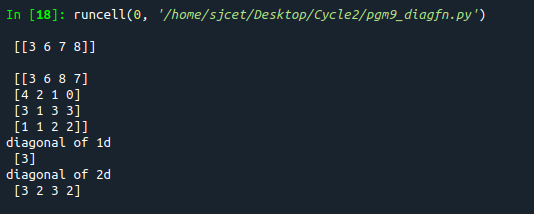 In [18]: runcell(0, '/home/sjcet/Desktop/Cycle2/pgm9_diagfn.py')
[[3 6 7 8]]
[[3 6 8 7]
[4 2 1 0]
[3 1 3 3]
[1 1 2 2]]
diagonal of 1d
[3]
diagonal of 2d
[3 2 3 2]